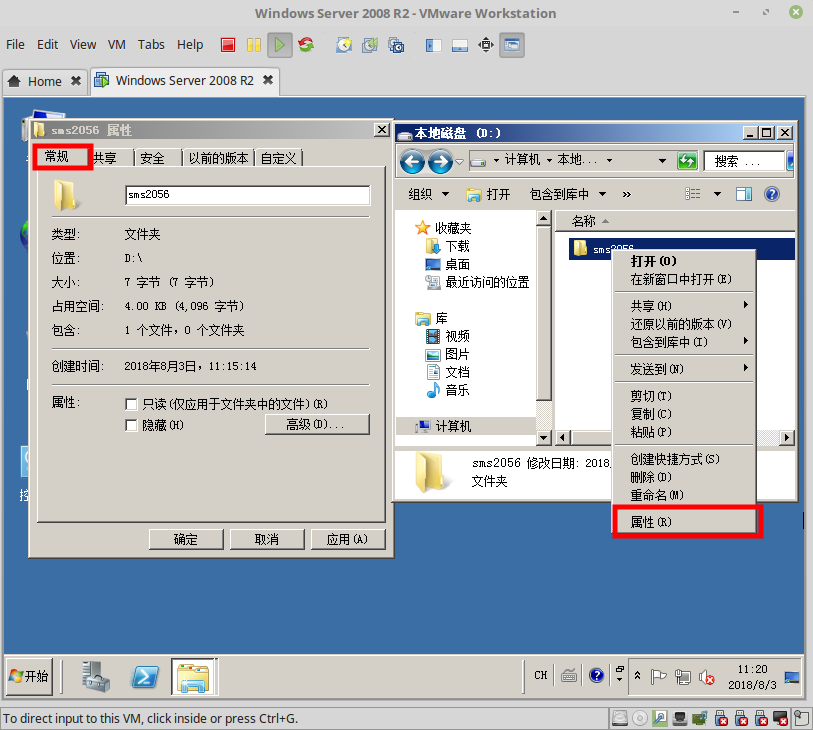 Windows Server 2008 R2 - VMware Workstation
File Edit View VM Tabs Help
Home
Windows Server 2008 R2
sms2056 属性
常规 共享 安全 以前的版本 自定义
sms2056
类型: 文件夹
位置: D:\
大小: 7 字节 (7 字节)
占用空间: 4.00 KB (4,096 字节)
包含: 1 个文件，0 个文件夹
创建时间: 2018年8月3日，11:15:14
属性: 只读(仅应用于文件夹中的文件)(R)
隐藏(H) 高级(D)...
确定 取消 应用(A)
本地磁盘 (D:)
计算机 本地... 搜索 ...
组织 打开 包含到库中 »
收藏夹
下载
桌面
最近访问的位置
库
视频
图片
文档
音乐
计算机
名称
sms2056
打开(O)
在新窗口中打开(E)
共享(H)
还原以前的版本(V)
包含到库中(I)
发送到(N)
剪切(T)
复制(C)
粘贴(P)
创建快捷方式(S)
删除(D)
重命名(M)
属性(R)
sms2056 修改日期: 2018
文件夹
开始
CH
11:20
2018/8/3
To direct input to this VM, click inside or press Ctrl+G.